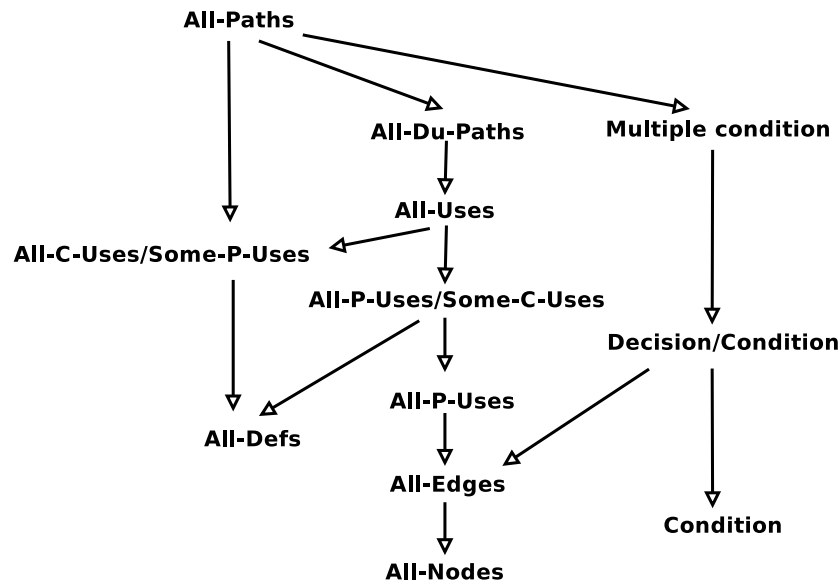 All-Paths
All-Du-Paths
Multiple condition
All-Uses
All-C-Uses/Some-P-Uses
All-P-Uses/Some-C-Uses
Decision/Condition
All-P-Uses
All-Defs
All-Edges
Condition
All-Nodes